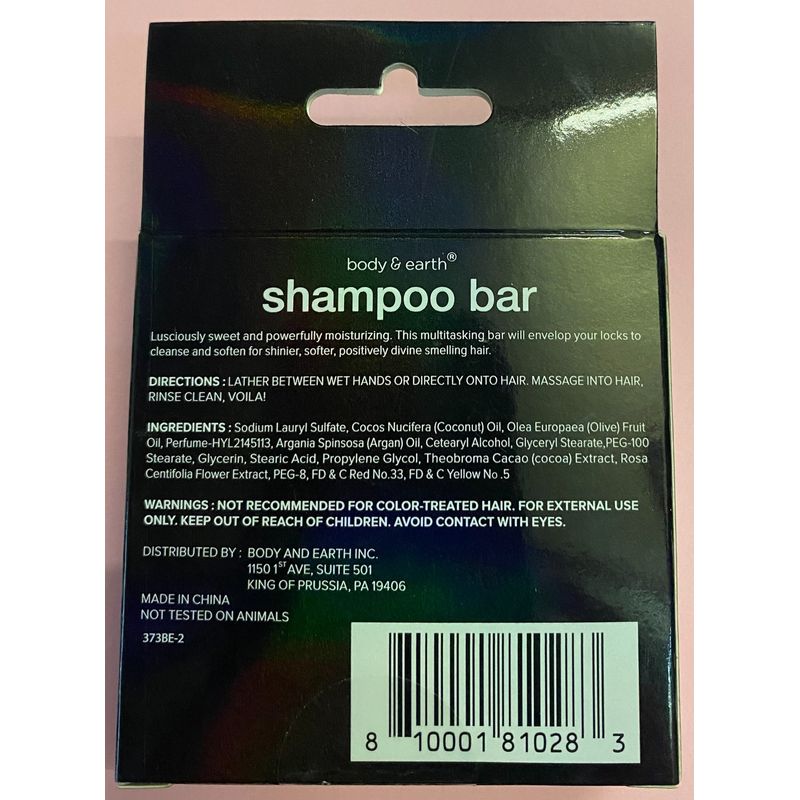 body & earth®
shampoo bar
Lusciously sweet and powerfully moisturizing. This multitasking bar will envelop your locks to
cleanse and soften for shinier, softer, positively divine smelling hair.
DIRECTIONS : LATHER BETWEEN WET HANDS OR DIRECTLY ONTO HAIR. MASSAGE INTO HAIR,
RINSE CLEAN, VOILA!
INGREDIENTS : Sodium Lauryl Sulfate, Cocos Nucifera (Coconut) Oil, Olea Europaea (Olive) Fruit
Oil, Perfume-HYL2145113, Argania Spinsosa (Argan) Oil, Cetearyl Alcohol, Glyceryl Stearate,PEG-100
Stearate, Glycerin, Stearic Acid, Propylene Glycol, Theobroma Cacao (cocoa) Extract, Rosa
Centifolia Flower Extract, PEG-8, FD & C Red No.33, FD & C Yellow No .5
WARNINGS : NOT RECOMMENDED FOR COLOR-TREATED HAIR. FOR EXTERNAL USE
ONLY. KEEP OUT OF REACH OF CHILDREN. AVOID CONTACT WITH EYES.
DISTRIBUTED BY : BODY AND EARTH INC.
1150 1ST AVE, SUITE 501
KING OF PRUSSIA, PA 19406
MADE IN CHINA
NOT TESTED ON ANIMALS
373BE-2
8 10001 81028 3